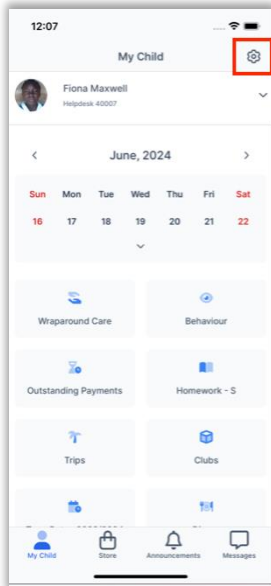 12:07
My Child
Fiona Maxwell
Helpdesk 40007
June, 2024
Sun Mon Tue Wed Thu Fri Sat
16 17 18 19 20 21 22
Wraparound Care
Behaviour
Outstanding Payments
Homework - S
Trips
Clubs
My Child
Store
Announcements
Messages